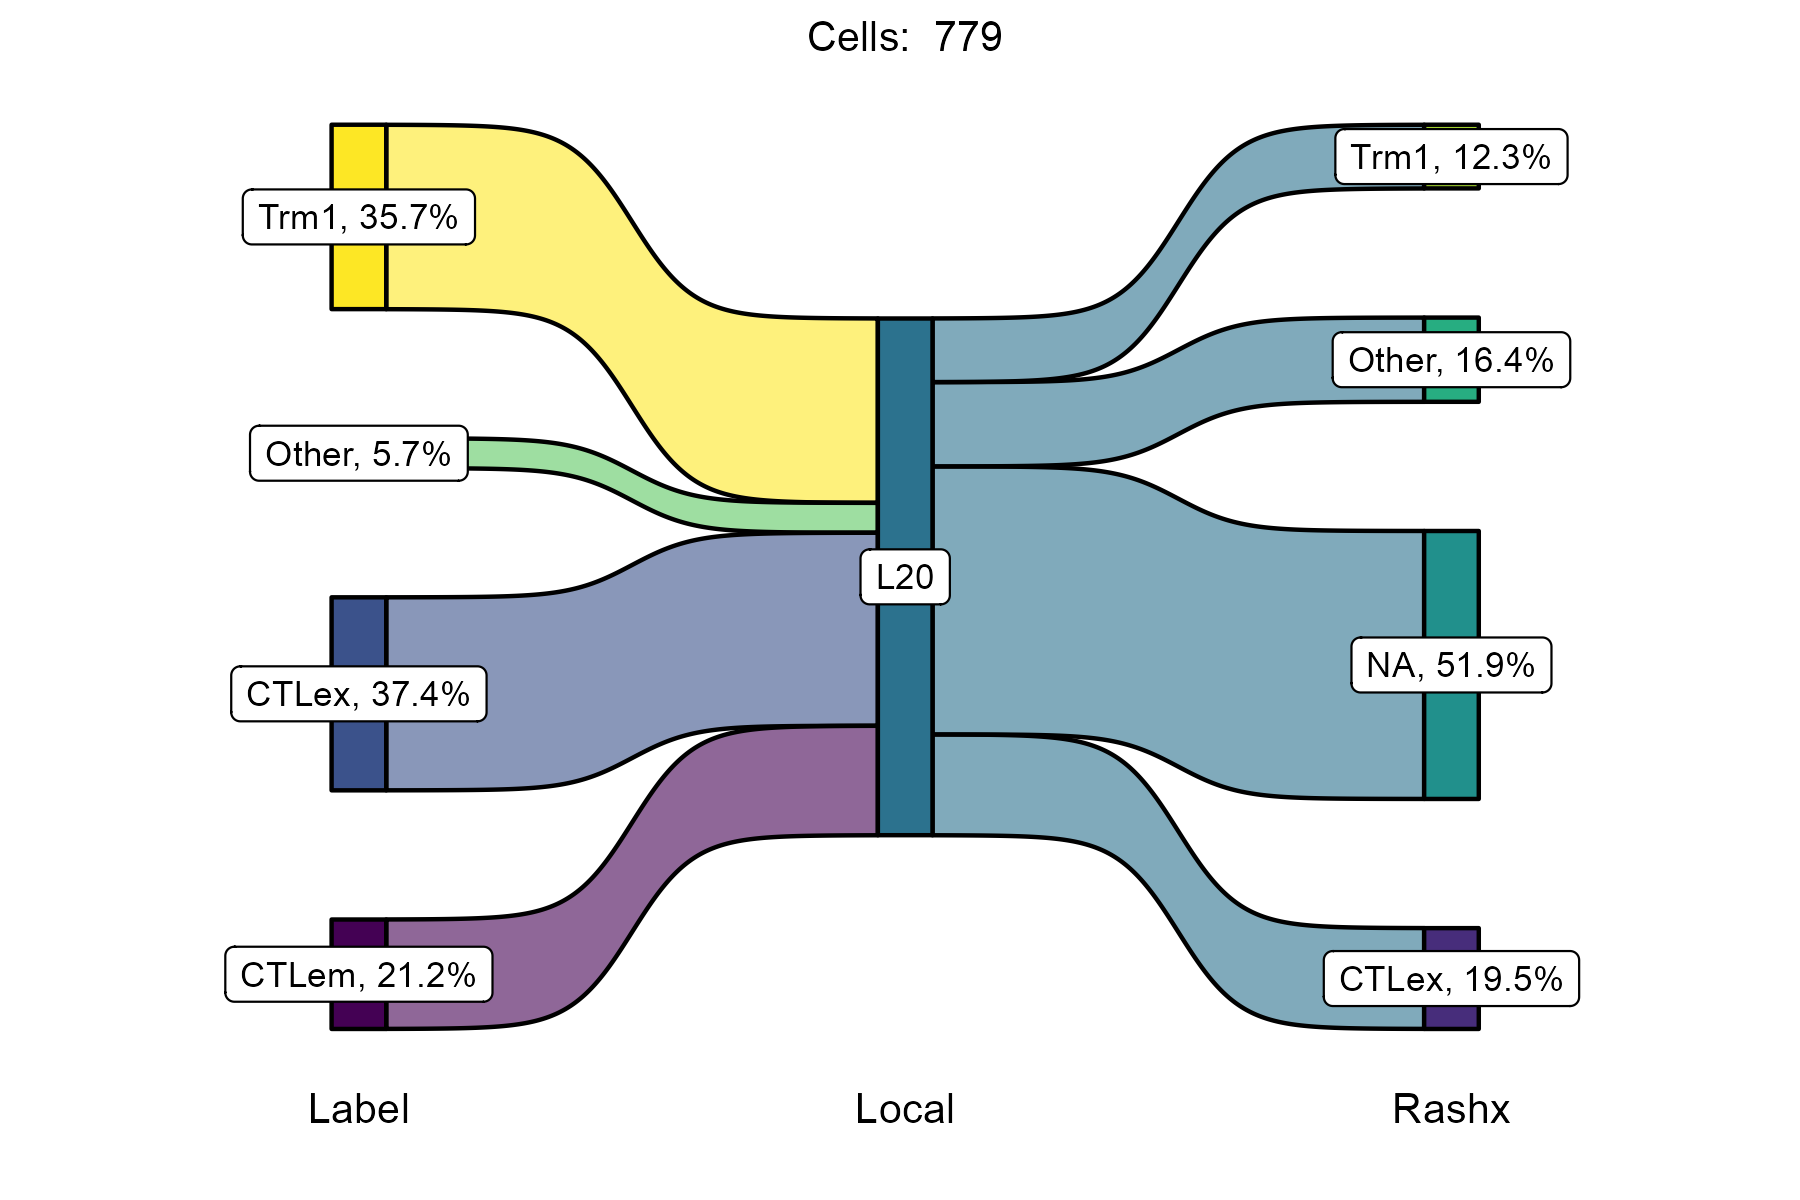 Cells:  779
Trm1, 35.7%
Other, 5.7%
CTLex, 37.4%
CTLem, 21.2%
L20
Trm1, 12.3%
Other, 16.4%
NA, 51.9%
CTLex, 19.5%
Label
Local
Rashx